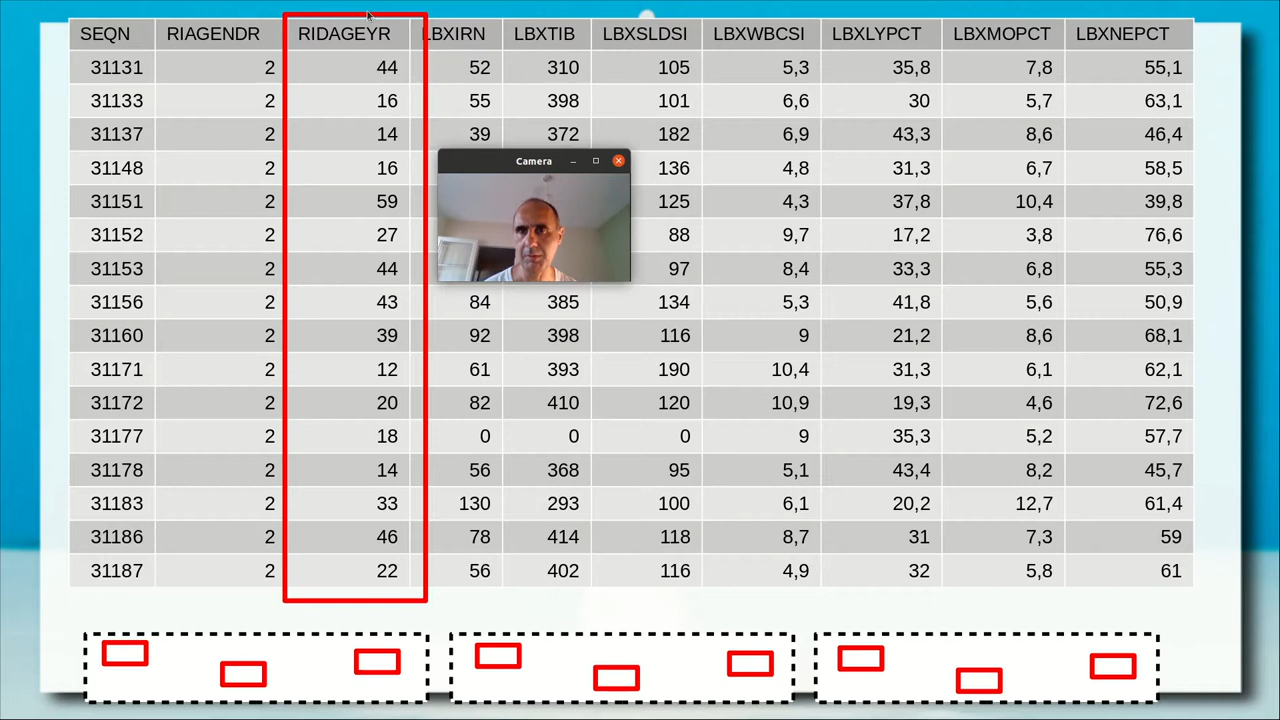 SEQN RIAGENDR RIDAGEYR LBXIRN LBXTIB LBXSLDSI LBXWBCSI LBXLYPCT LBXMOPCT LBXNEPCT
31131 2 44 52 310 105 5,3 35,8 7,8 55,1
31133 2 16 55 398 101 6,6 30 5,7 63,1
31137 2 14 39 372 182 6,9 43,3 8,6 46,4
Camera
31148 2 16 136 4,8 31,3 6,7 58,5
31151 2 59 125 4,3 37,8 10,4 39,8
31152 2 27 88 9,7 17,2 3,8 76,6
31153 2 44 97 8,4 33,3 6,8 55,3
31156 2 43 84 385 134 5,3 41,8 5,6 50,9
31160 2 39 92 398 116 9 21,2 8,6 68,1
31171 2 12 61 393 190 10,4 31,3 6,1 62,1
31172 2 20 82 410 120 10,9 19,3 4,6 72,6
31177 2 18 0 0 0 9 35,3 5,2 57,7
31178 2 14 56 368 95 5,1 43,4 8,2 45,7
31183 2 33 130 293 100 6,1 20,2 12,7 61,4
31186 2 46 78 414 118 8,7 31 7,3 59
31187 2 22 56 402 116 4,9 32 5,8 61